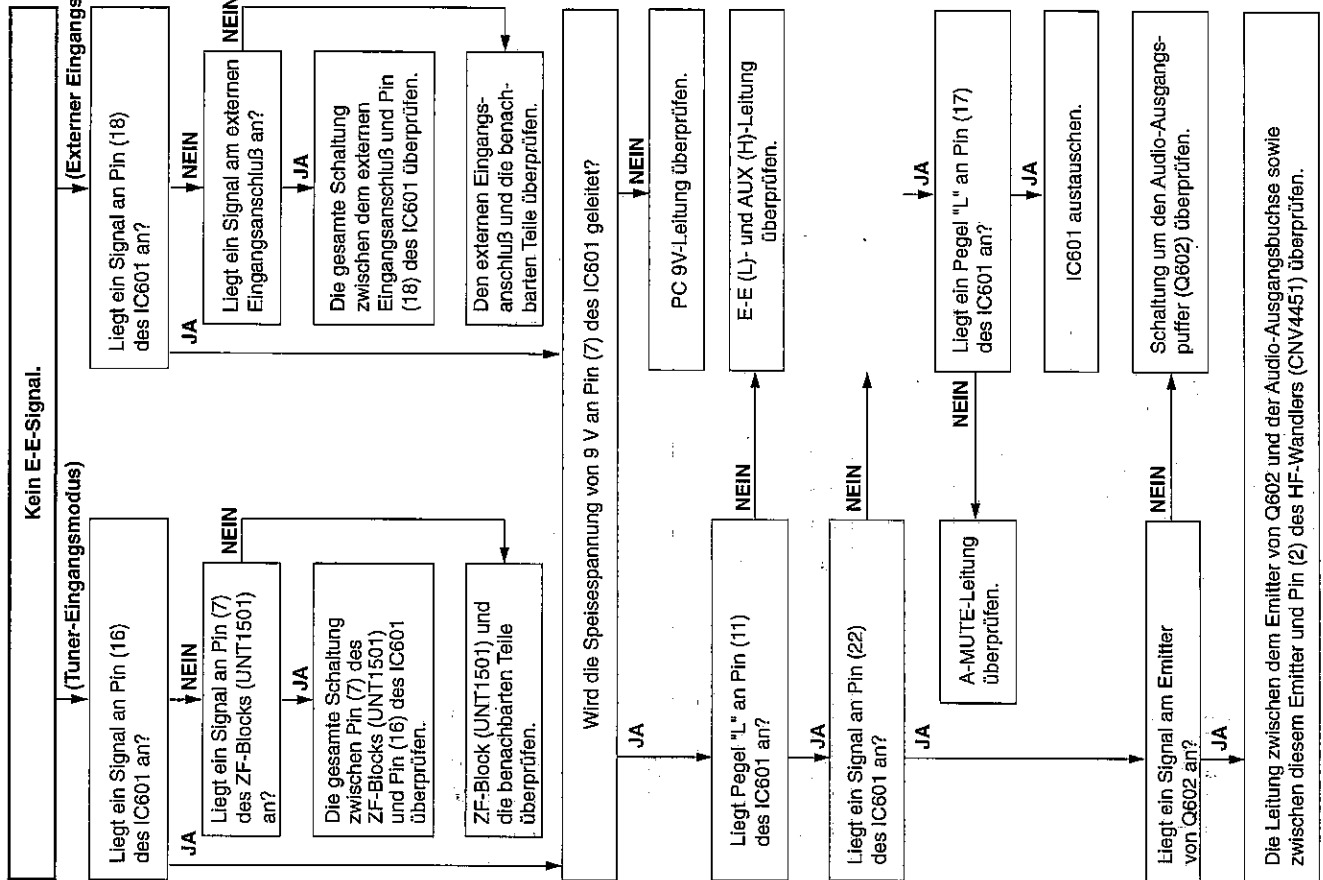 Kein E-E-Signal.
(Tuner-Eingangsmodus)
(Externer Eingangs
Liegt ein Signal an Pin (16)
des IC601 an?
JA
NEIN
Liegt ein Signal an Pin (7)
des ZF-Blocks (UNT1501)
an?
NEIN
JA
Die gesamte Schaltung
zwischen Pin (7) des
ZF-Blocks (UNT1501)
und Pin (16) des IC601
überprüfen.
ZF-Block (UNT1501) und
die benachbarten Teile
überprüfen.
Liegt ein Signal an Pin (18)
des IC601 an?
JA
NEIN
Liegt ein Signal am externen
Eingangsanschluß an?
NEIN
JA
Die gesamte Schaltung
zwischen dem externen
Eingangsanschluß und Pin
(18) des IC601 überprüfen.
Den externen Eingangs-
anschluß und die benach-
barten Teile überprüfen.
Wird die Speisespannung von 9 V an Pin (7) des IC601 geleitet?
JA
NEIN
PC 9V-Leitung überprüfen.
Liegt Pegel "L" an Pin (11)
des IC601 an?
NEIN
E-E (L)- und AUX (H)-Leitung
überprüfen.
JA
Liegt ein Signal an Pin (22)
des IC601 an?
NEIN
JA
JA
A-MUTE-Leitung
überprüfen.
NEIN
Liegt ein Pegel "L" an Pin (17)
des IC601 an?
JA
IC601 austauschen.
Liegt ein Signal am Emitter
von Q602 an?
NEIN
Schaltung um den Audio-Ausgangs-
puffer (Q602) überprüfen.
JA
Die Leitung zwischen dem Emitter von Q602 und der Audio-Ausgangsbuchse sowie
zwischen diesem Emitter und Pin (2) des HF-Wandlers (CNV4451) überprüfen.